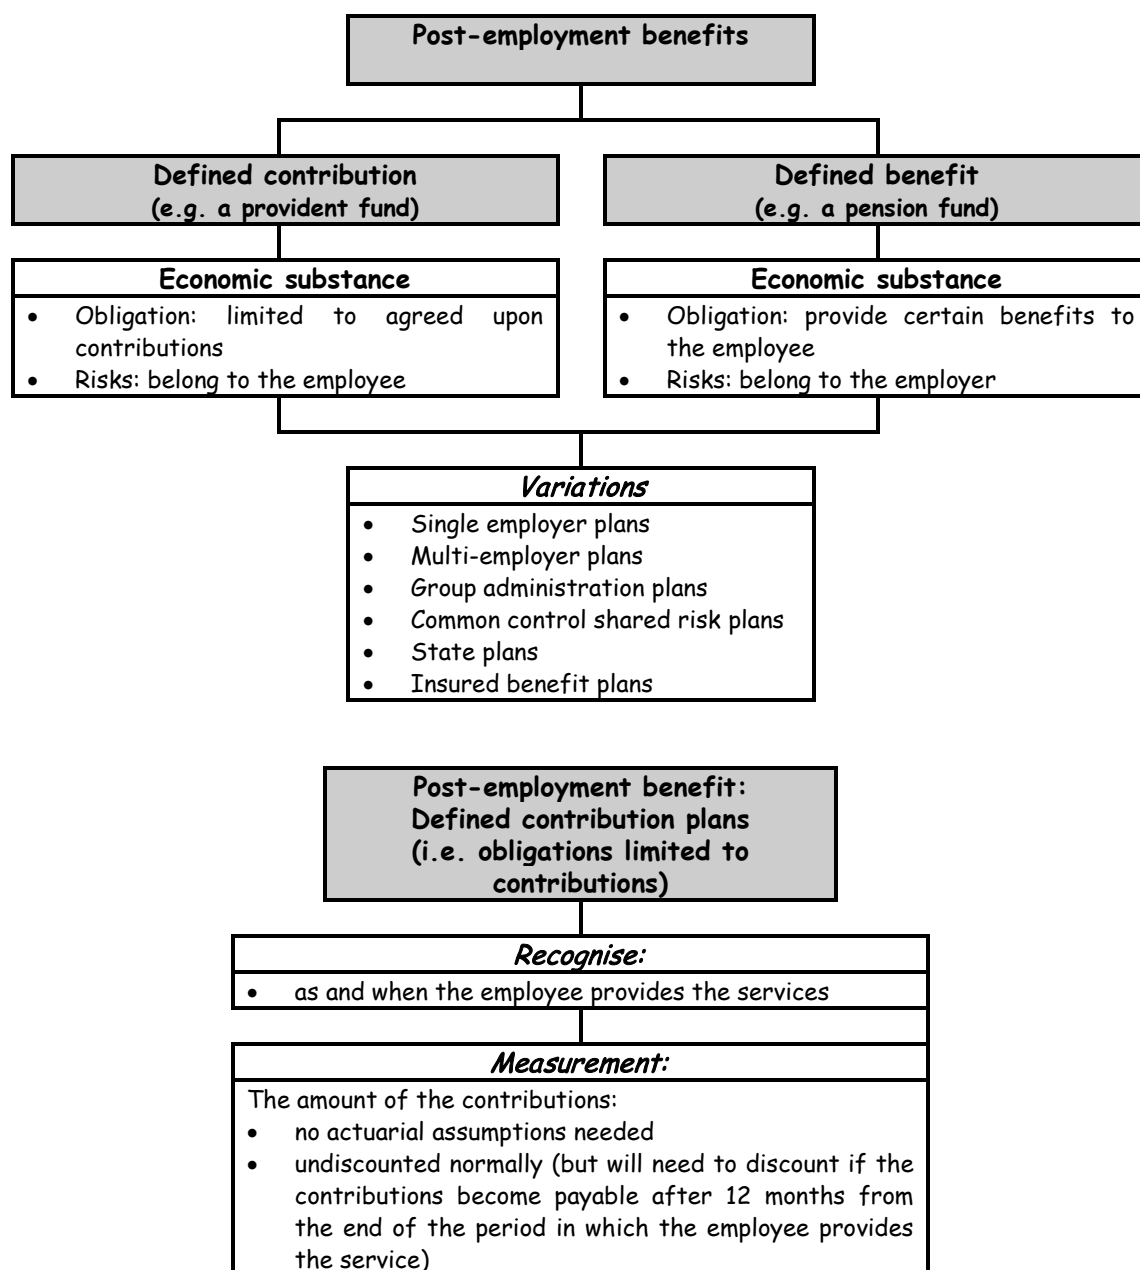 Post-employment benefits
Defined contribution
(e.g. a provident fund)
Defined benefit
(e.g. a pension fund)
Economic substance
• Obligation: limited to agreed upon
contributions
• Risks: belong to the employee
Economic substance
• Obligation: provide certain benefits to
the employee
• Risks: belong to the employer
Variations
• Single employer plans
• Multi-employer plans
• Group administration plans
• Common control shared risk plans
• State plans
• Insured benefit plans
Post-employment benefit:
Defined contribution plans
(i.e. obligations limited to
contributions)
Recognise:
• as and when the employee provides the services
Measurement:
The amount of the contributions:
• no actuarial assumptions needed
• undiscounted normally (but will need to discount if the
contributions become payable after 12 months from
the end of the period in which the employee provides
the service)